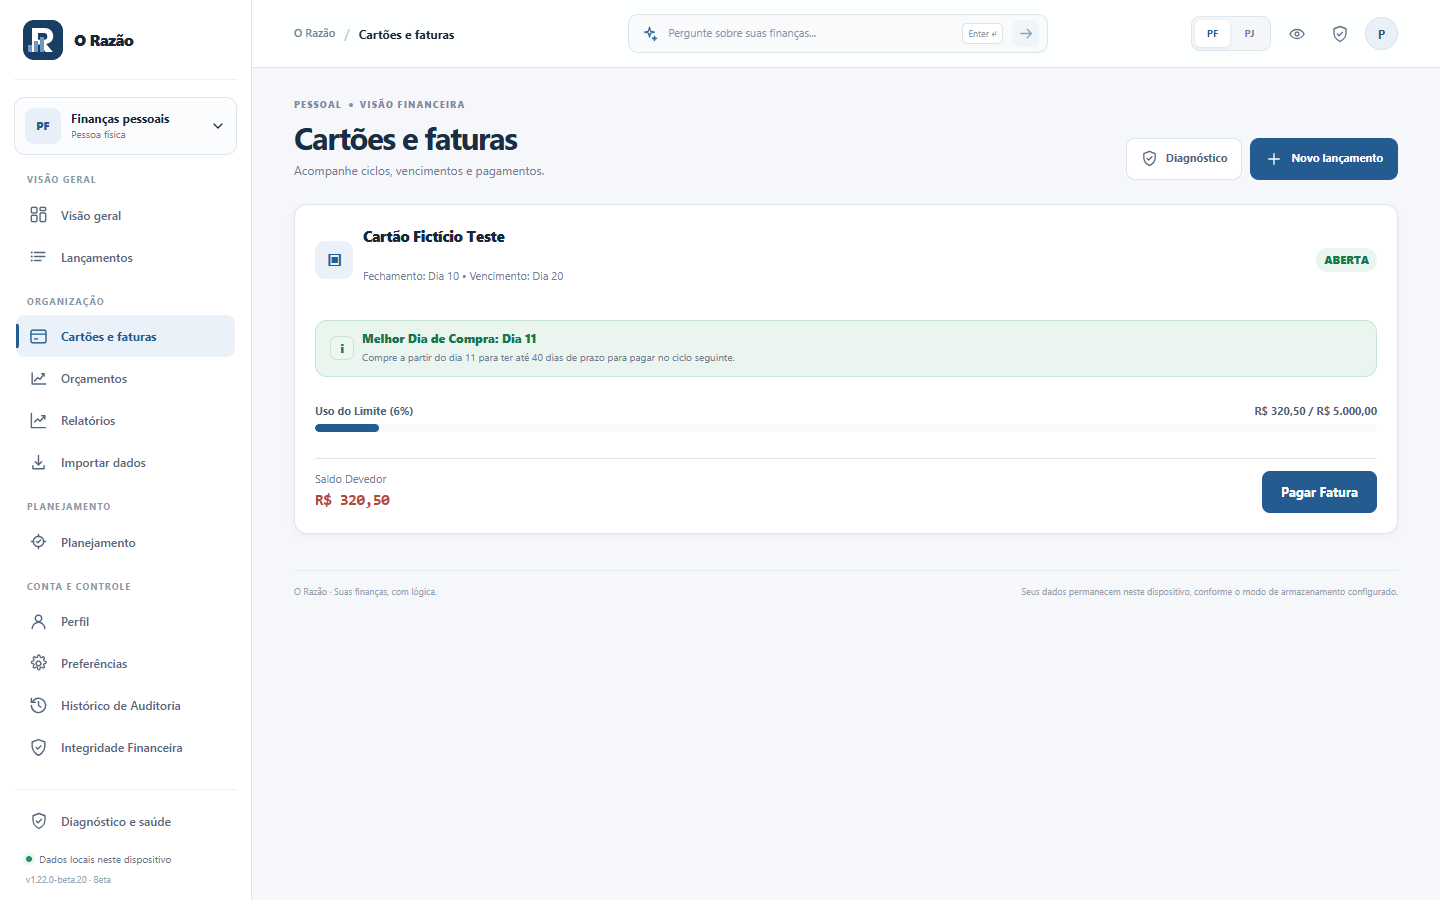 O Razão
PF
Finanças pessoais
Pessoa física
VISÃO GERAL
Visão geral
Lançamentos
ORGANIZAÇÃO
Cartões e faturas
Orçamentos
Relatórios
Importar dados
PLANEJAMENTO
Planejamento
CONTA E CONTROLE
Perfil
Preferências
Histórico de Auditoria
Integridade Financeira
Diagnóstico e saúde
Dados locais neste dispositivo
v1.22.0-beta.20 · Beta
O Razão / Cartões e faturas
Pergunte sobre suas finanças...
Enter ↵
PF PJ
P
PESSOAL • VISÃO FINANCEIRA
Cartões e faturas
Acompanhe ciclos, vencimentos e pagamentos.
Diagnóstico
Novo lançamento
Cartão Fictício Teste
Fechamento: Dia 10 • Vencimento: Dia 20
ABERTA
i
Melhor Dia de Compra: Dia 11
Compre a partir do dia 11 para ter até 40 dias de prazo para pagar no ciclo seguinte.
Uso do Limite (6%)
R$ 320,50 / R$ 5.000,00
Saldo Devedor
R$ 320,50
Pagar Fatura
O Razão · Suas finanças, com lógica.
Seus dados permanecem neste dispositivo, conforme o modo de armazenamento configurado.